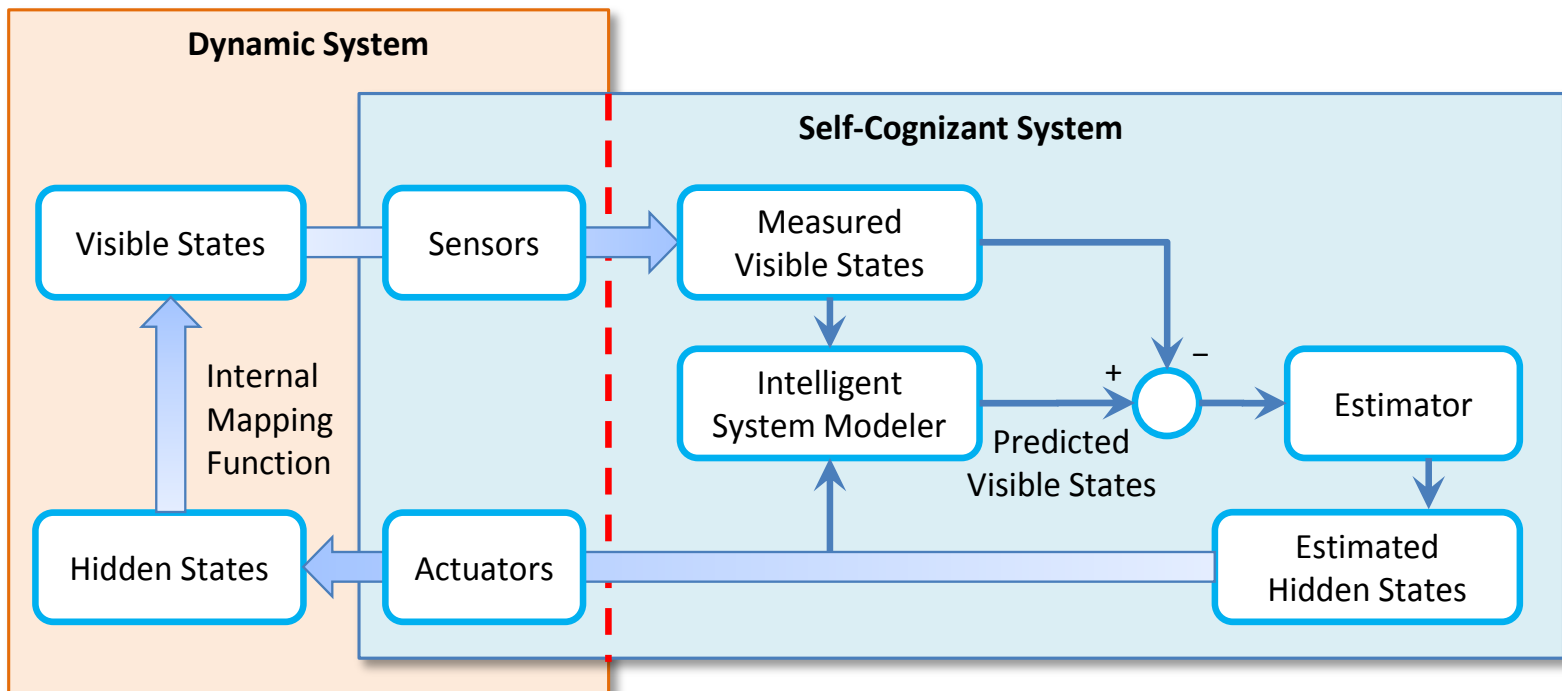 Dynamic System
Self-Cognizant System
Visible States
Sensors
Measured
Visible States
Internal
Mapping
Function
Intelligent
System Modeler
+
−
Predicted
Visible States
Estimator
Hidden States
Actuators
Estimated
Hidden States